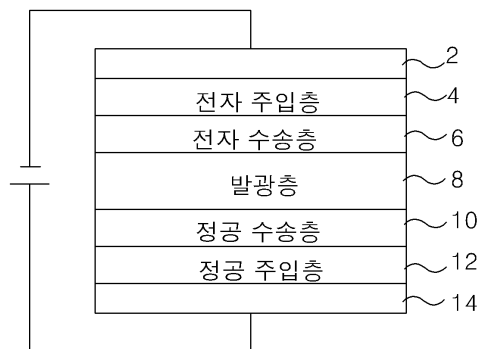 2
전자 주입층 4
전자 수송층 6
발광층 8
정공 수송층 10
정공 주입층 12
14